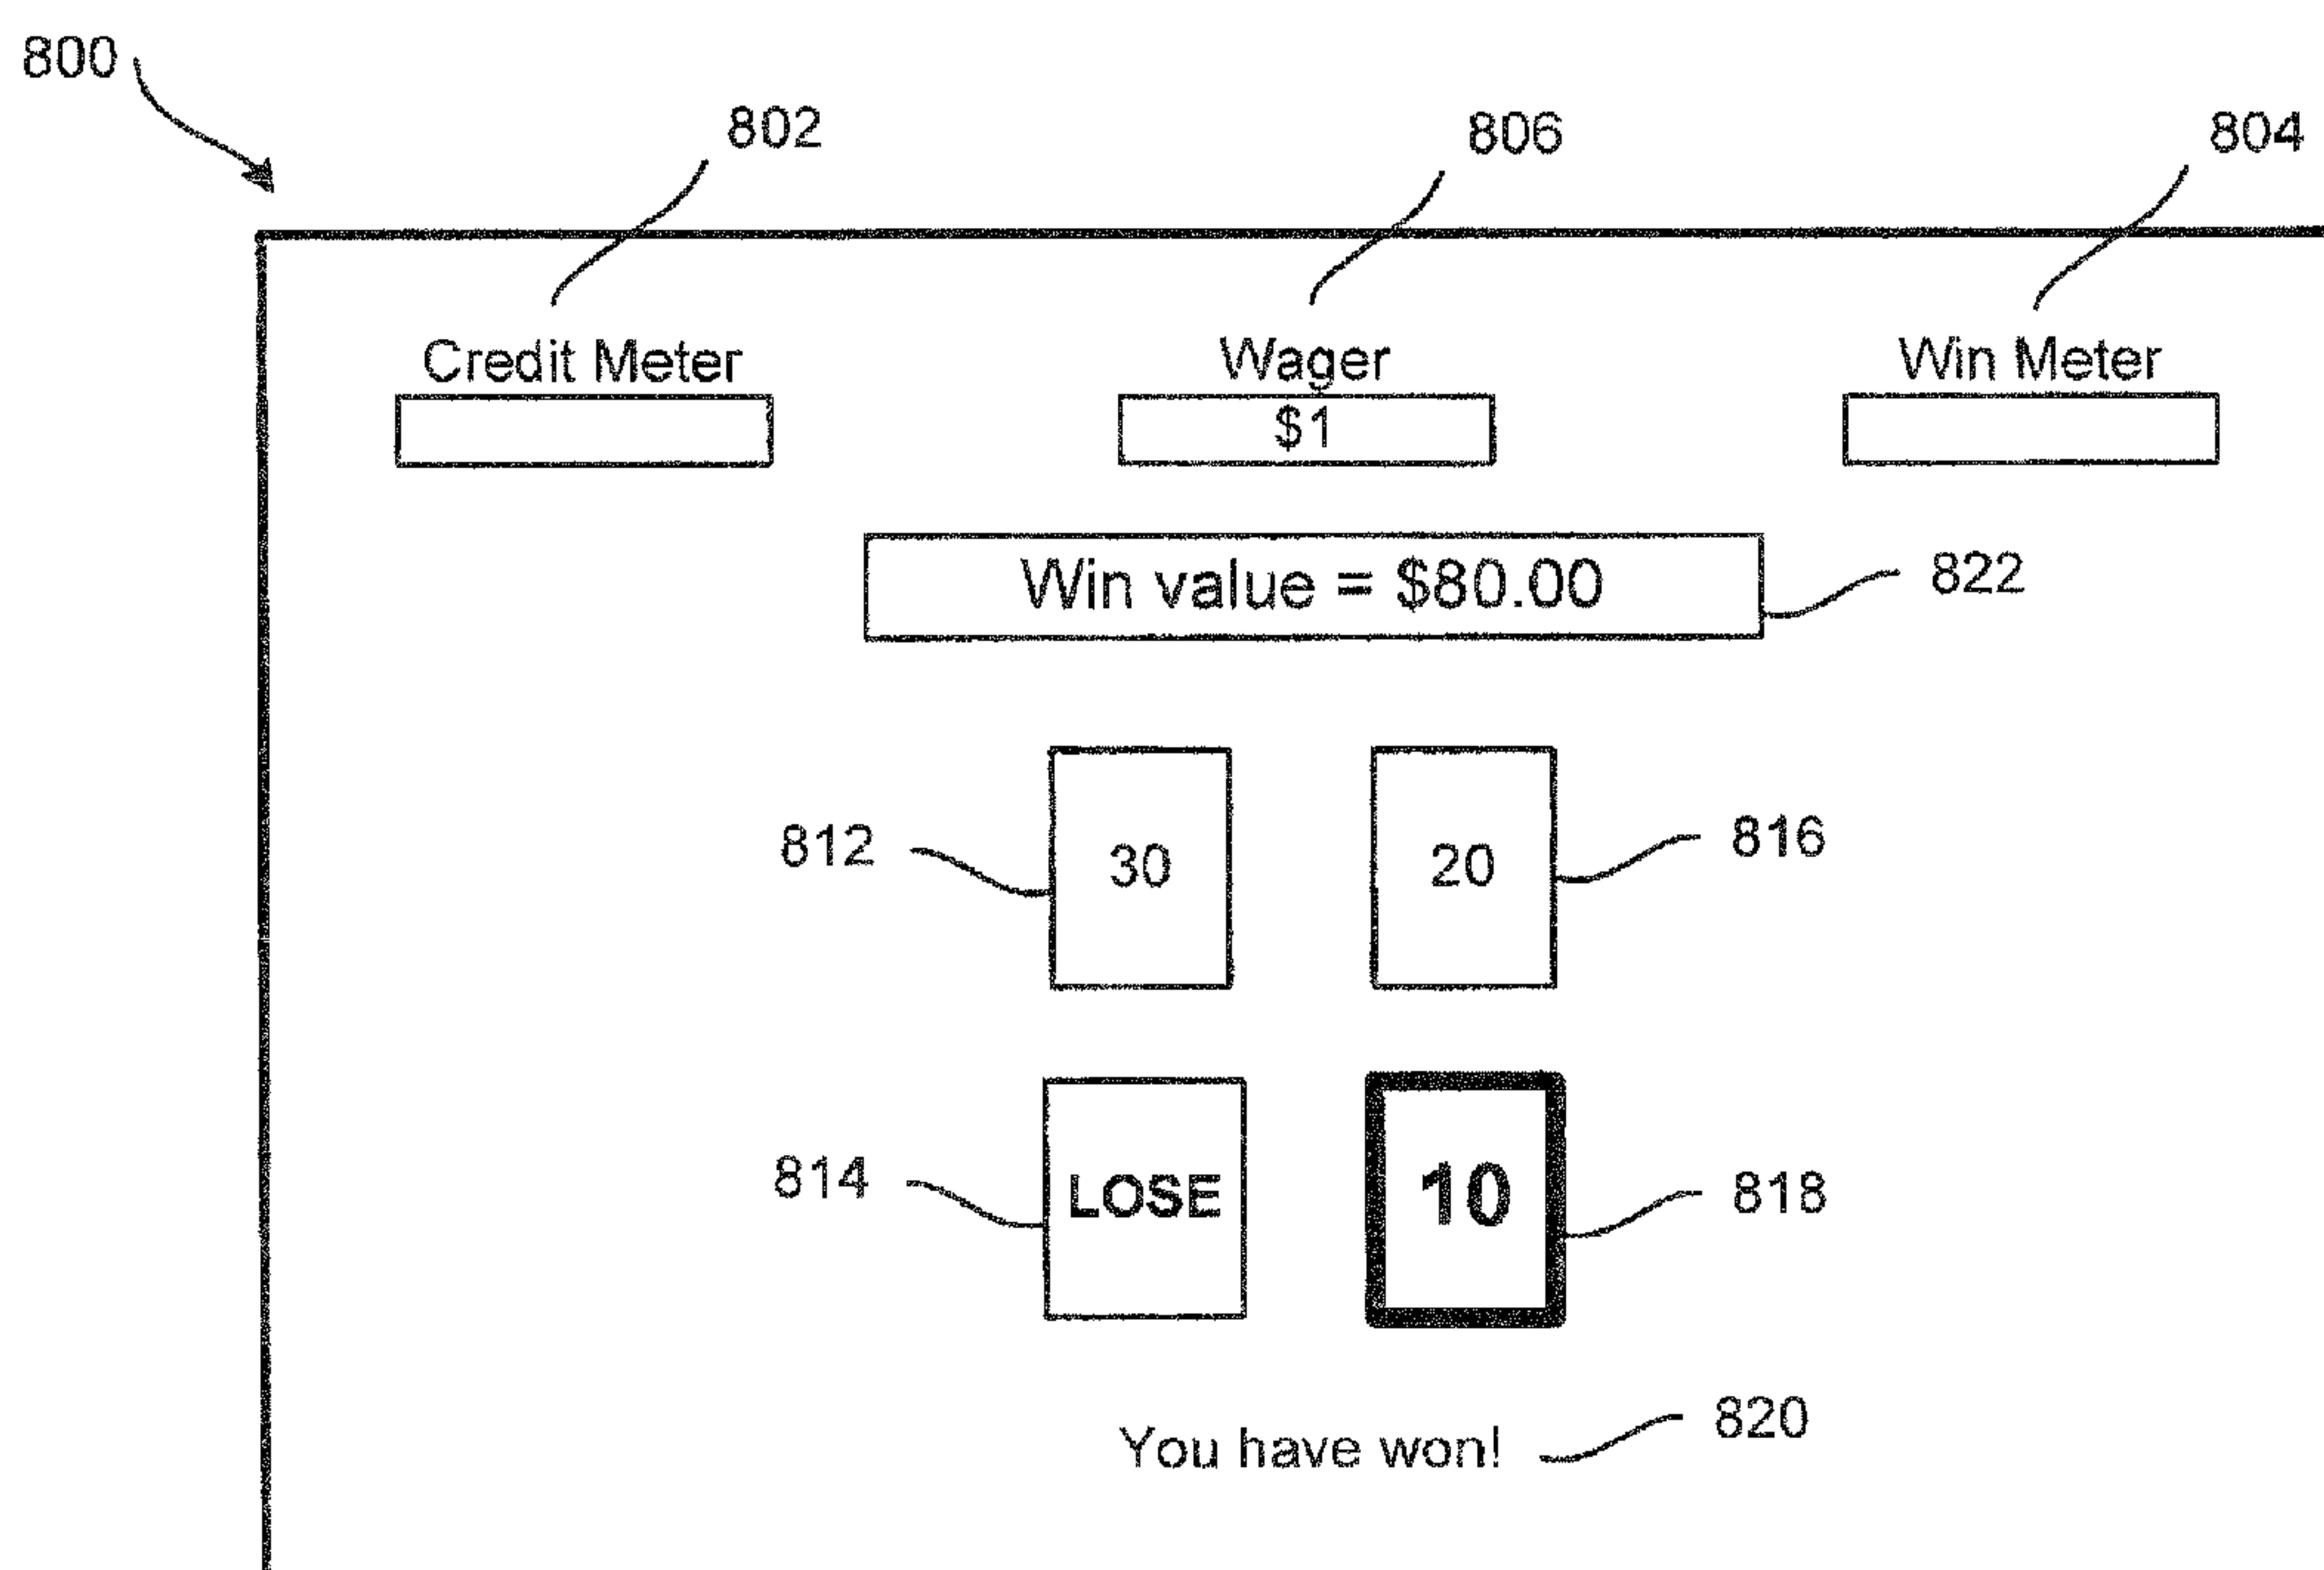 800
802 806 804
Credit Meter Wager Win Meter
$1
Win value = $80.00 822
812 30 20 816
814 LOSE 10 818
You have won! 820